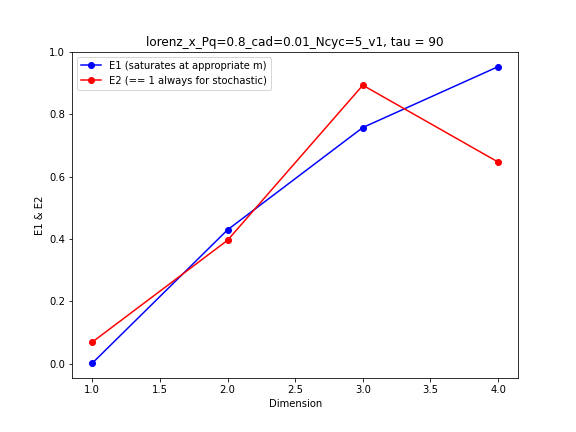 lorenz_x_Pq=0.8_cad=0.01_Ncyc=5_v1, tau = 90
E1 (saturates at appropriate m)
E2 (== 1 always for stochastic)
E1 & E2
1.0
0.8
0.6
0.4
0.2
0.0
1.0 1.5 2.0 2.5 3.0 3.5 4.0
Dimension